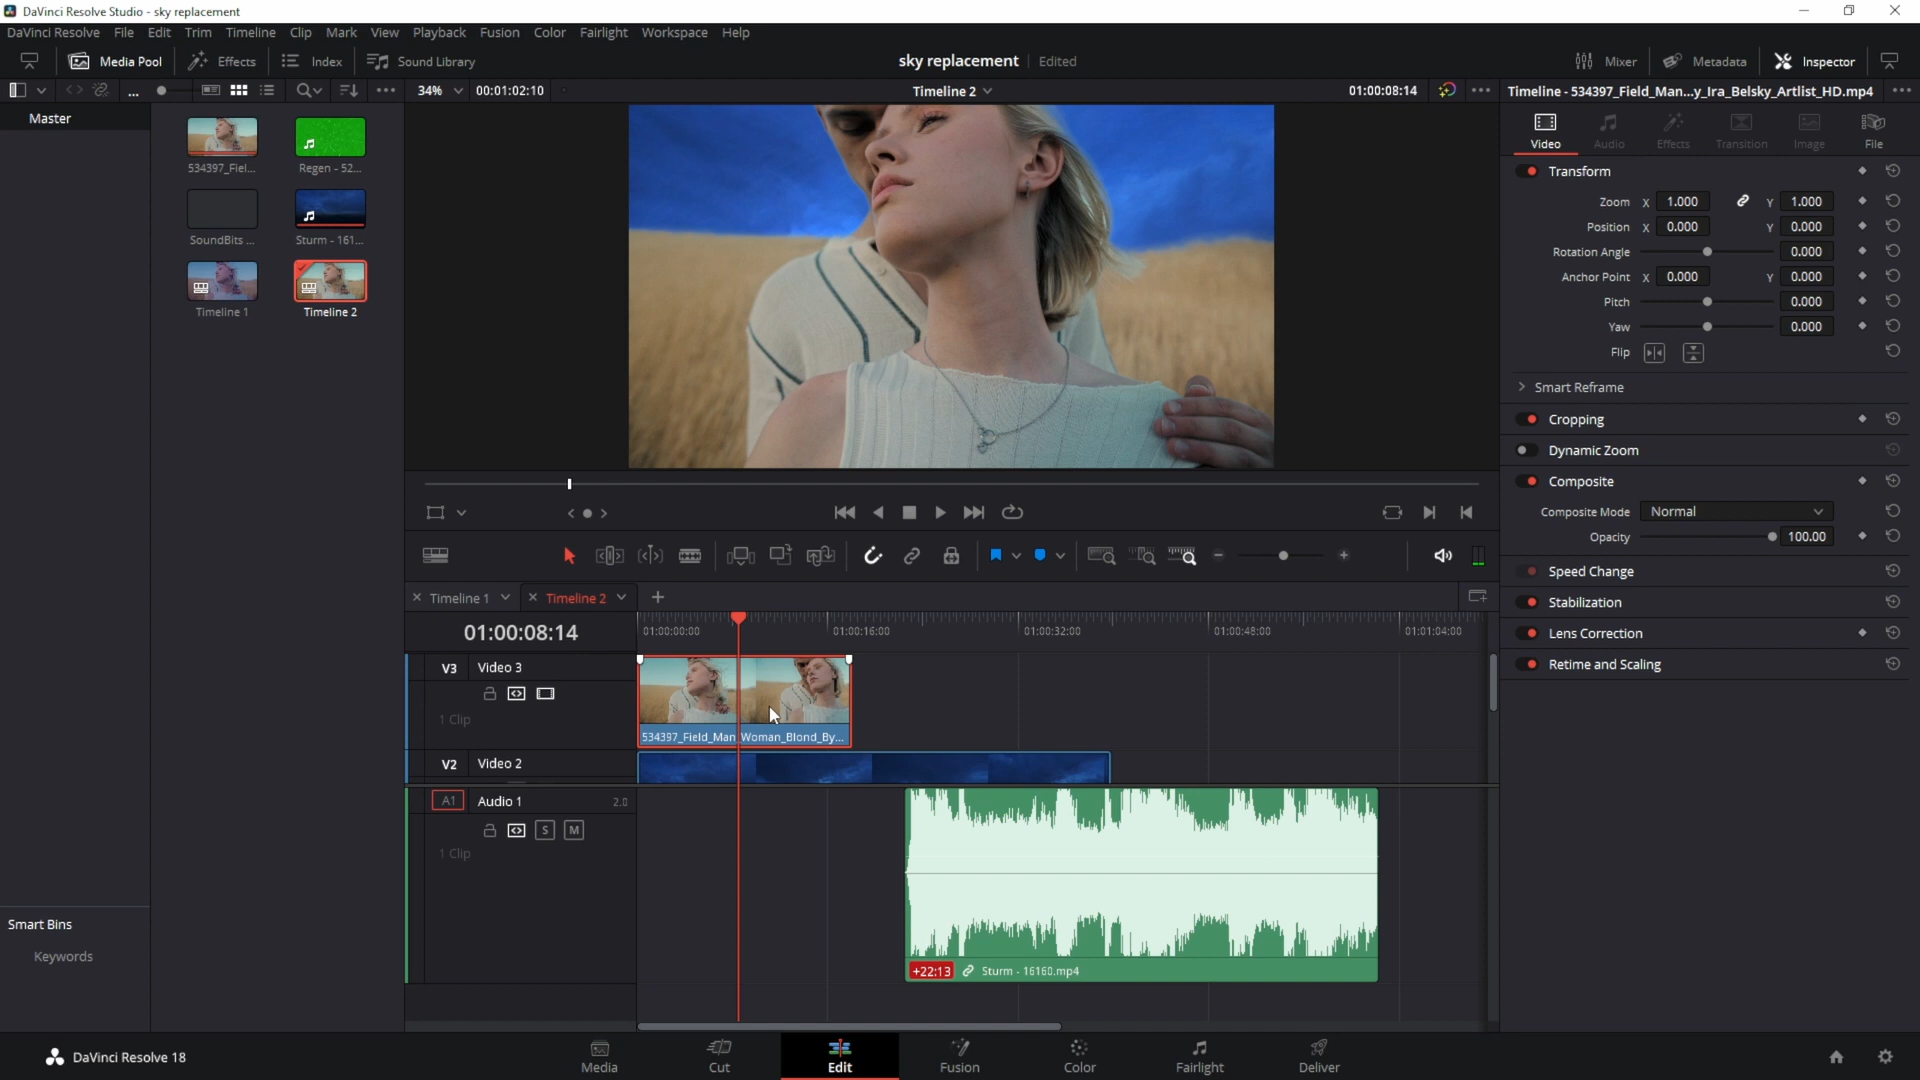 DaVinci Resolve Studio - sky replacement
DaVinci Resolve File Edit Trim Timeline Clip Mark View Playback Fusion Color Fairlight Workspace Help
Media Pool Effects Index Sound Library sky replacement Edited Mixer Metadata Inspector
34% 00:01:02:10 Timeline 2 01:00:08:14 Timeline - 534397_Field_Man...y_Ira_Belsky_Artlist_HD.mp4
Master
534397_Fiel... Regen - 52...
SoundBits ... Sturm - 161...
Timeline 1 Timeline 2
Smart Bins
Keywords
Video Audio Effects Transition Image File
Transform
Zoom X 1.000 Y 1.000
Position X 0.000 Y 0.000
Rotation Angle 0.000
Anchor Point X 0.000 Y 0.000
Pitch 0.000
Yaw 0.000
Flip
Smart Reframe
Cropping
Dynamic Zoom
Composite
Composite Mode Normal
Opacity 100.00
Speed Change
Stabilization
Lens Correction
Retime and Scaling
Timeline 1 Timeline 2
01:00:08:14 01:00:00:00 01:00:16:00 01:00:32:00 01:00:48:00 01:01:04:00
V3 Video 3
1 Clip
534397_Field_Man_Woman_Blond_By...
V2 Video 2
A1 Audio 1 2.0
S M
1 Clip
+22:13 Sturm - 16160.mp4
DaVinci Resolve 18
Media Cut Edit Fusion Color Fairlight Deliver